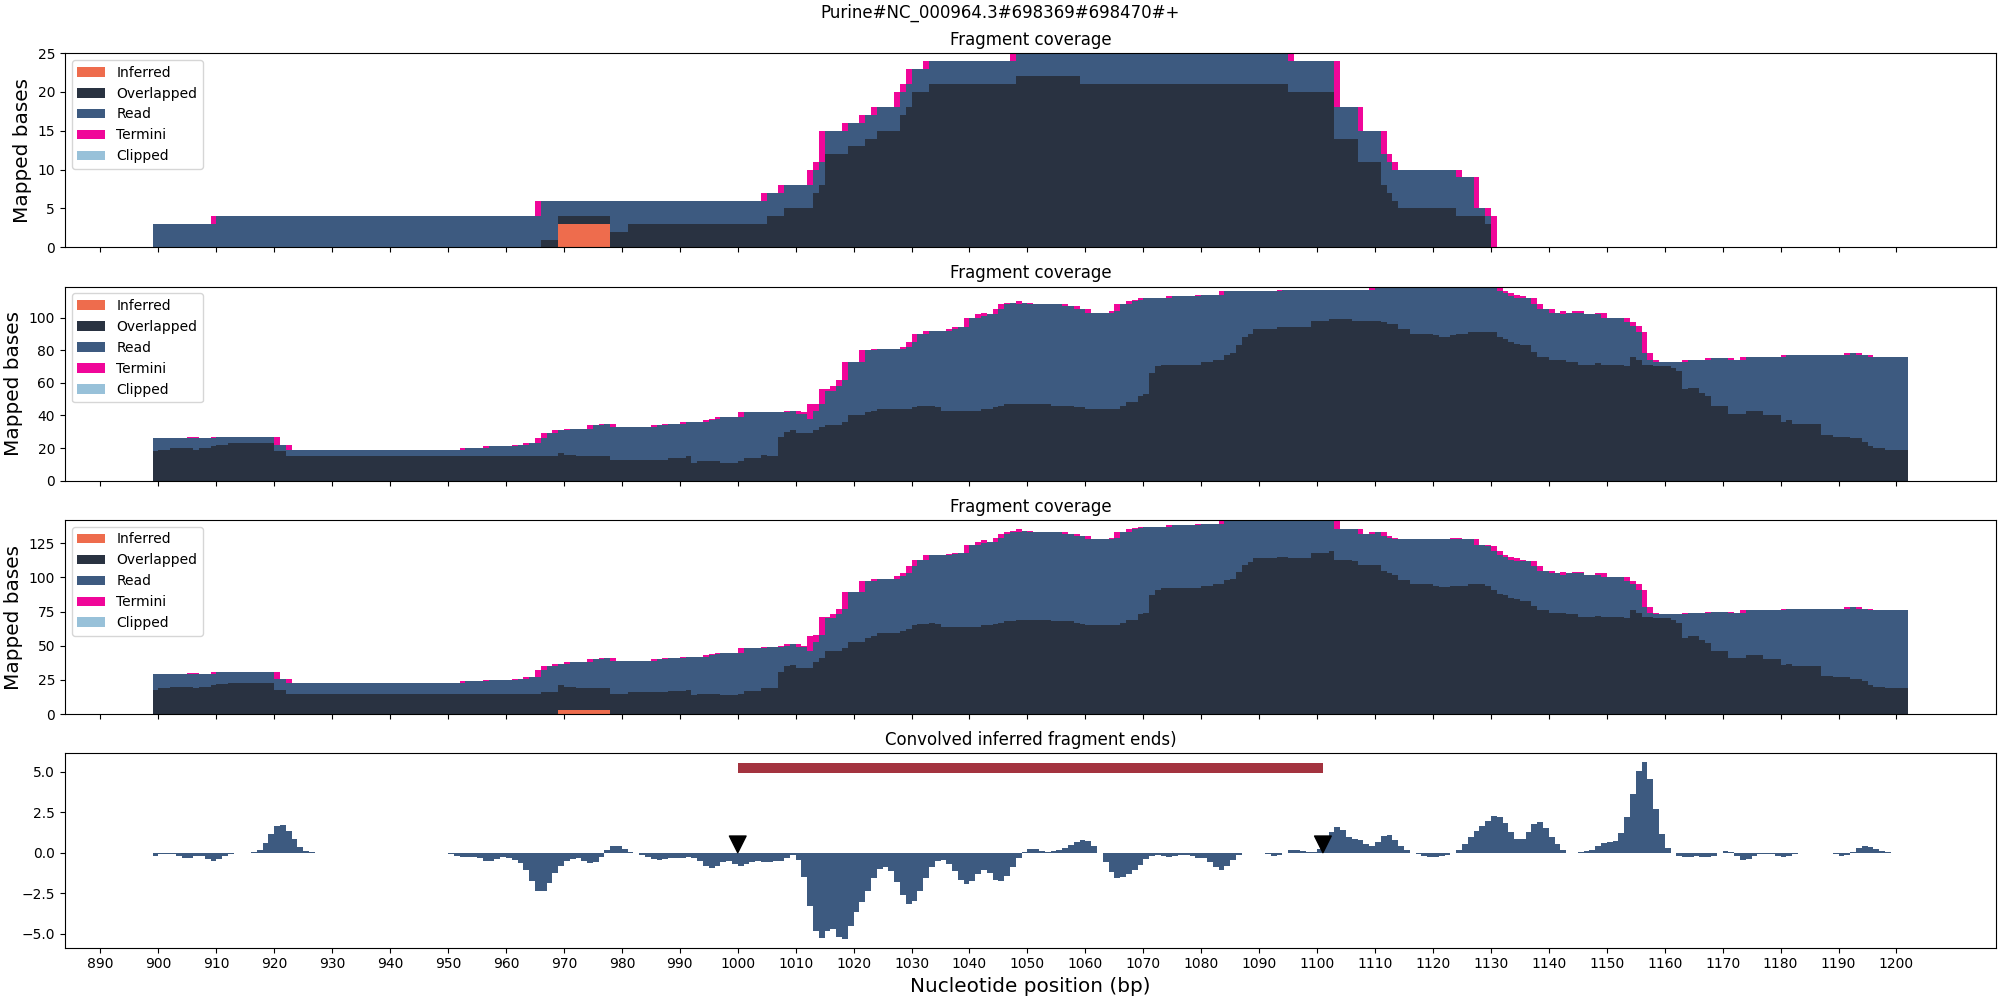 Purine#NC_000964.3#698369#698470#+
Fragment coverage
25
20
15
10
5
0
Mapped bases
Inferred
Overlapped
Read
Termini
Clipped
Fragment coverage
100
80
60
40
20
0
Mapped bases
Inferred
Overlapped
Read
Termini
Clipped
Fragment coverage
125
100
75
50
25
0
Mapped bases
Inferred
Overlapped
Read
Termini
Clipped
Convolved inferred fragment ends)
5.0
2.5
0.0
−2.5
−5.0
890 900 910 920 930 940 950 960 970 980 990 1000 1010 1020 1030 1040 1050 1060 1070 1080 1090 1100 1110 1120 1130 1140 1150 1160 1170 1180 1190 1200
Nucleotide position (bp)